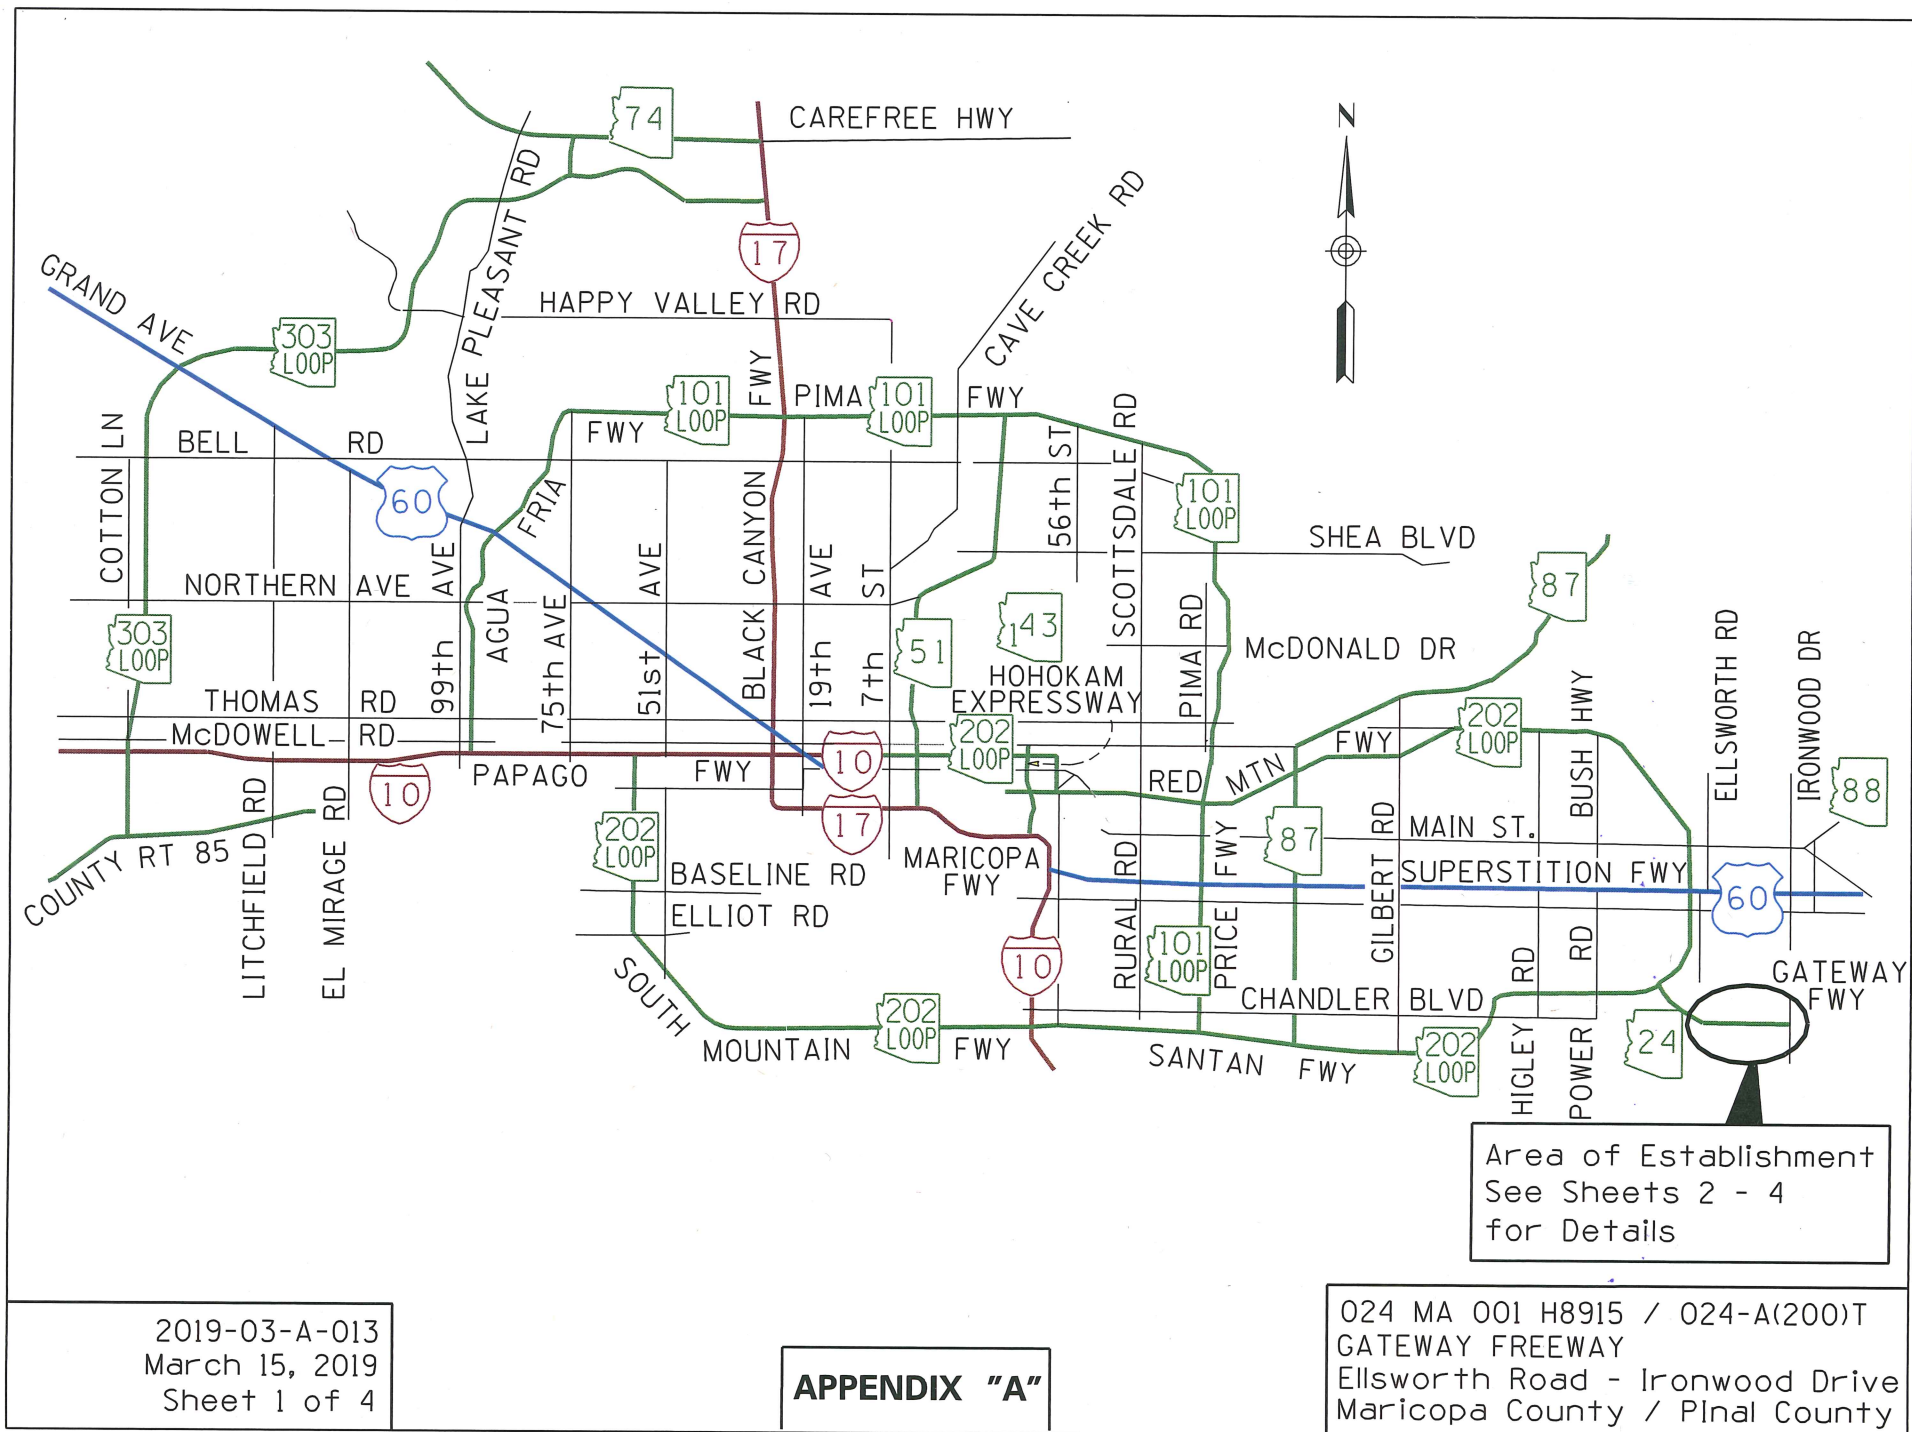 74
CAREFREE HWY
N
LAKE PLEASANT RD
17
CAVE CREEK RD
GRAND AVE
HAPPY VALLEY RD
303
LOOP
101
LOOP
FWY
PIMA
101
LOOP
FWY
COTTON LN
BELL RD
FWY
60
AGUA FRIA
BLACK CANYON
56th ST
SCOTTSDALE RD
101
LOOP
SHEA BLVD
87
NORTHERN AVE
99th AVE
75th AVE
51st AVE
19th AVE
7th ST
303
LOOP
51
143
HOHOKAM
EXPRESSWAY
PIMA RD
McDONALD DR
ELLSWORTH RD
IRONWOOD DR
THOMAS RD
McDOWELL RD
202
LOOP
202
LOOP
BUSH HWY
10
PAPAGO FWY
10
RED MTN FWY
88
LITCHFIELD RD
EL MIRAGE RD
17
202
LOOP
87
MAIN ST.
COUNTY RT 85
BASELINE RD
MARICOPA
FWY
SUPERSTITION FWY
60
ELLIOT RD
RURAL RD
PRICE FWY
GILBERT RD
10
101
LOOP
HIGLEY RD
POWER RD
GATEWAY
FWY
CHANDLER BLVD
SOUTH
MOUNTAIN
202
LOOP
FWY
SANTAN FWY
202
LOOP
24
Area of Establishment
See Sheets 2 - 4
for Details
2019-03-A-013
March 15, 2019
Sheet 1 of 4
APPENDIX "A"
024 MA 001 H8915 / 024-A(200)T
GATEWAY FREEWAY
Ellsworth Road - Ironwood Drive
Maricopa County / PInal County